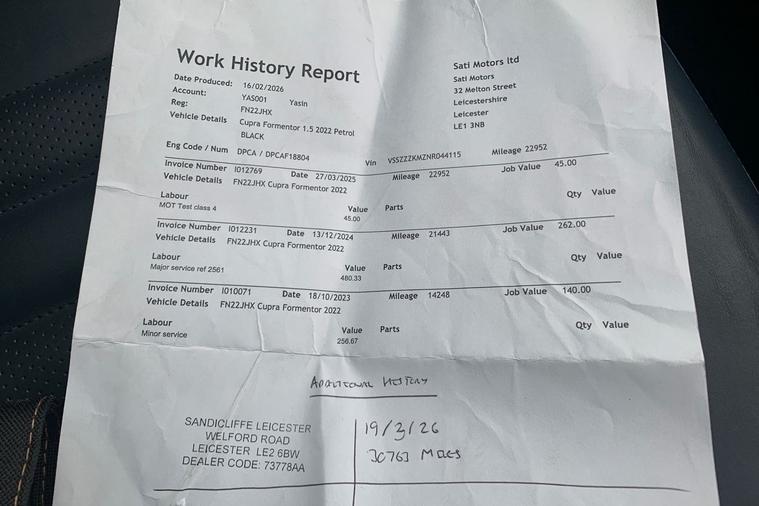 Work History Report
Date Produced: 16/02/2026
Account: YAS001 Yasin
Reg: FN22JHX
Vehicle Details Cupra Formentor 1.5 2022 Petrol
BLACK
Sati Motors ltd
Sati Motors
32 Melton Street
Leicestershire
Leicester
LE1 3NB
Eng Code / Num DPCA / DPCAF18804 Vin VSSZZZKMZNR044115 Mileage 22952
Invoice Number I012769 Date 27/03/2025 Mileage 22952 Job Value 45.00
Vehicle Details FN22JHX Cupra Formentor 2022
Labour Value Parts Qty Value
MOT Test class 4 45.00
Invoice Number I012231 Date 13/12/2024 Mileage 21443 Job Value 262.00
Vehicle Details FN22JHX Cupra Formentor 2022
Labour Value Parts Qty Value
Major service ref 2561 480.33
Invoice Number I010071 Date 18/10/2023 Mileage 14248 Job Value 140.00
Vehicle Details FN22JHX Cupra Formentor 2022
Labour Value Parts Qty Value
Minor service 256.67
ADDITIONAL HISTORY
SANDICLIFFE LEICESTER
WELFORD ROAD
LEICESTER LE2 6BW
DEALER CODE: 73778AA
19/3/26
30763 MILES